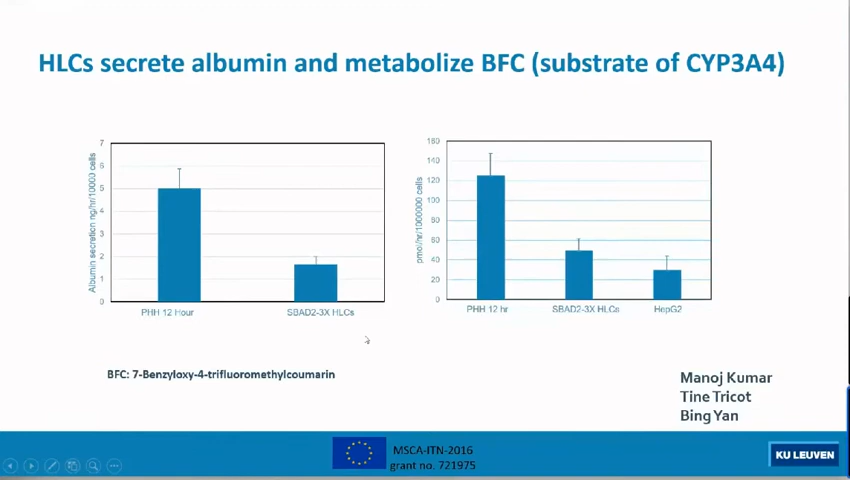 HLCs secrete albumin and metabolize BFC (substrate of CYP3A4)
Albumin secretion ng/hr/10000 cells
7
6
5
4
3
2
1
0
PHH 12 Hour
SBAD2-3X HLCs
pmol/hr/1000000 cells
160
140
120
100
80
60
40
20
0
PHH 12 hr
SBAD2-3X HLCs
HepG2
BFC: 7-Benzyloxy-4-trifluoromethylcoumarin
Manoj Kumar
Tine Tricot
Bing Yan
MSCA-ITN-2016
grant no. 721975
KU LEUVEN